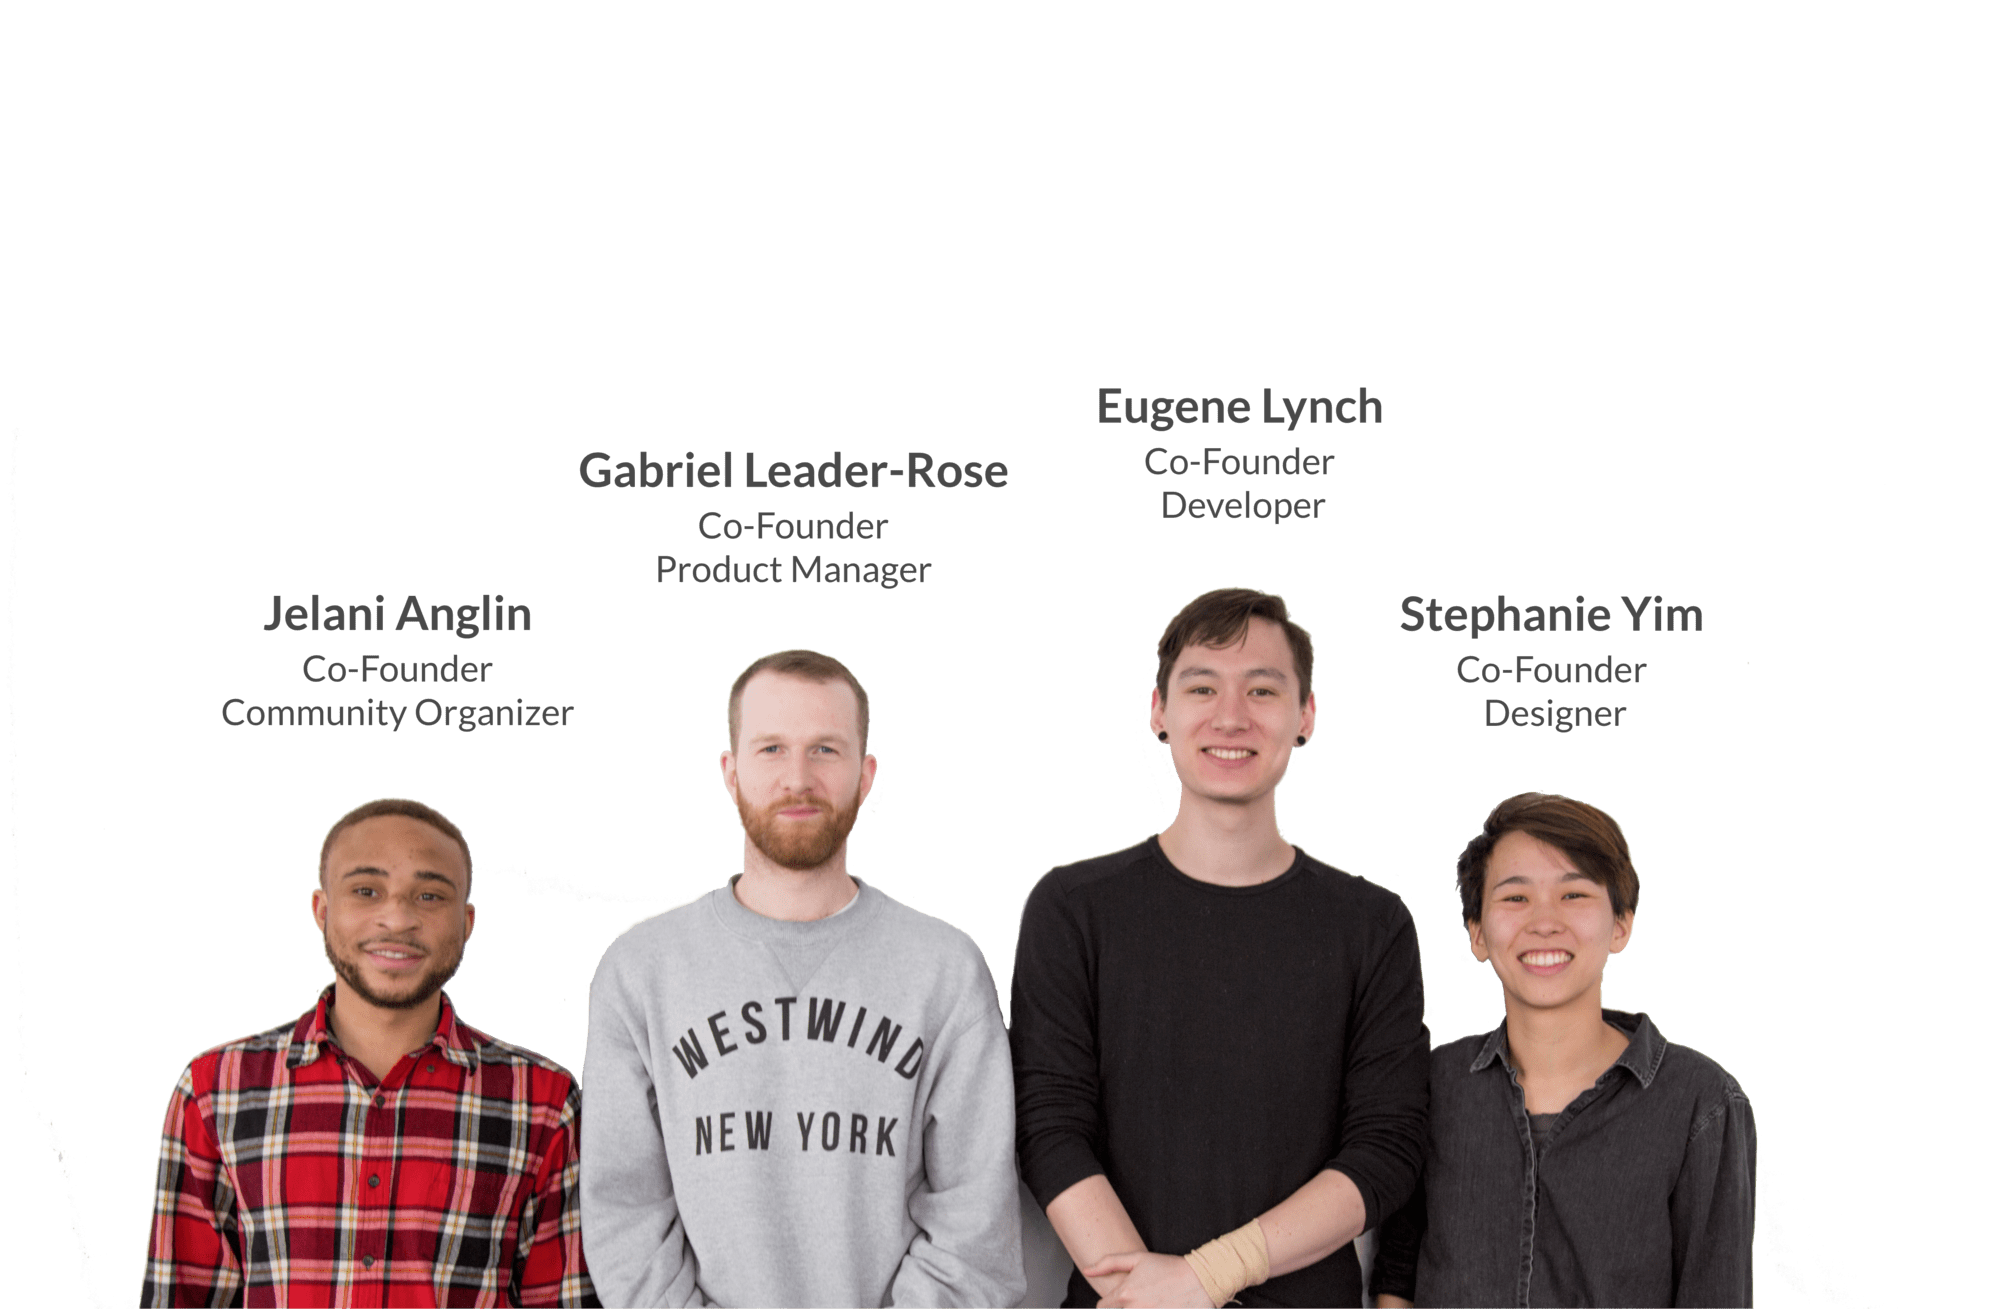 Eugene Lynch
Co-Founder
Developer
Gabriel Leader-Rose
Co-Founder
Product Manager
Jelani Anglin
Co-Founder
Community Organizer
Stephanie Yim
Co-Founder
Designer
WESTWIND
NEW YORK